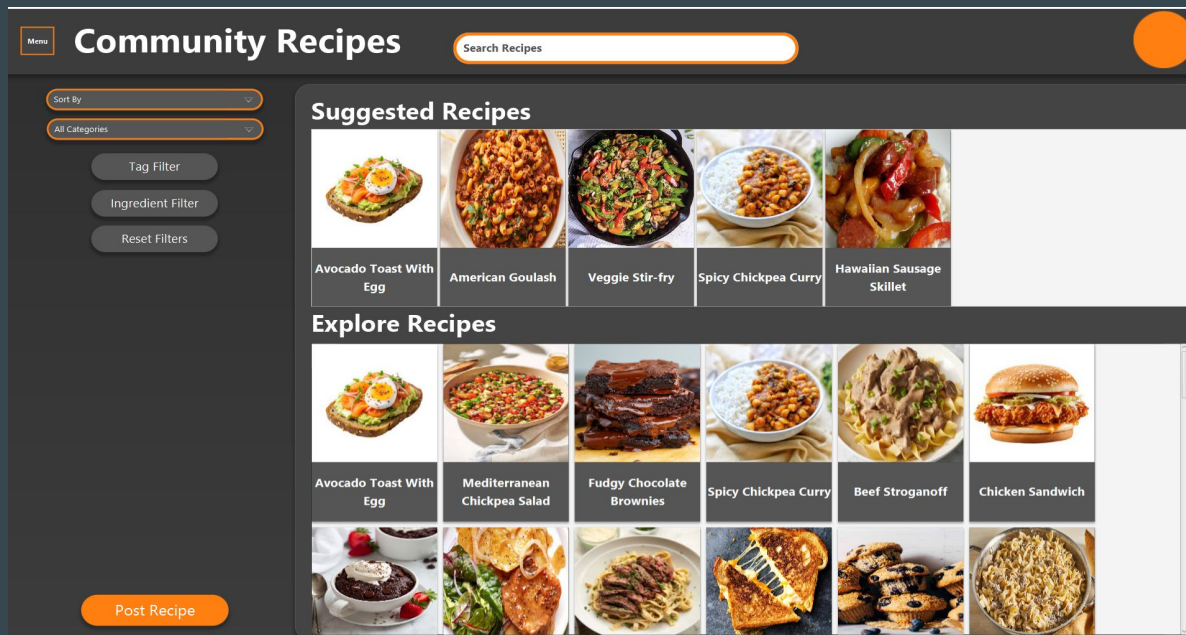 Menu
Community Recipes
Search Recipes
Sort By
All Categories
Tag Filter
Ingredient Filter
Reset Filters
Post Recipe
Suggested Recipes
Avocado Toast With
Egg
American Goulash
Veggie Stir-fry
Spicy Chickpea Curry
Hawaiian Sausage
Skillet
Explore Recipes
Avocado Toast With
Egg
Mediterranean
Chickpea Salad
Fudgy Chocolate
Brownies
Spicy Chickpea Curry
Beef Stroganoff
Chicken Sandwich